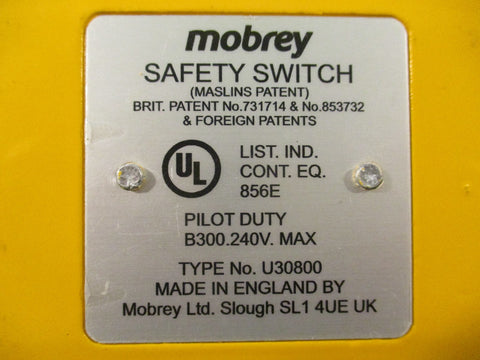 mobrey
SAFETY SWITCH
(MASLINS PATENT)
BRIT. PATENT No.731714 & No.853732
& FOREIGN PATENTS
UL
LIST. IND.
CONT. EQ.
856E
PILOT DUTY
B300.240V. MAX
TYPE No. U30800
MADE IN ENGLAND BY
Mobrey Ltd. Slough SL1 4UE UK